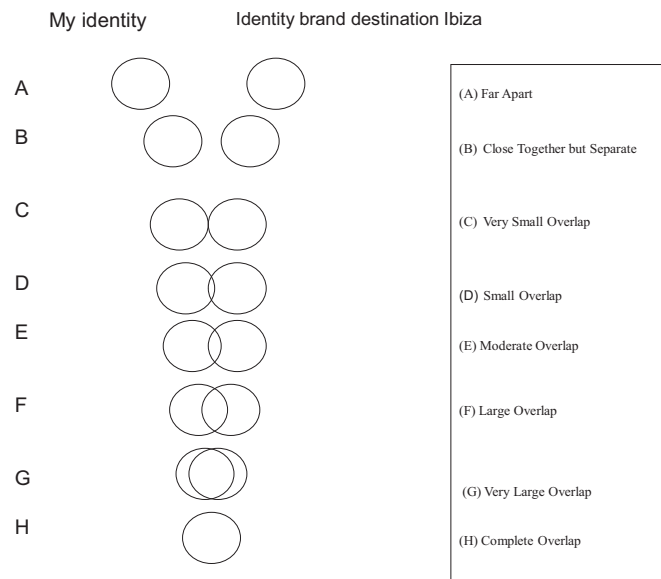 My identity
Identity brand destination Ibiza
A
(A) Far Apart
B
(B) Close Together but Separate
C
(C) Very Small Overlap
D
(D) Small Overlap
E
(E) Moderate Overlap
F
(F) Large Overlap
G
(G) Very Large Overlap
H
(H) Complete Overlap